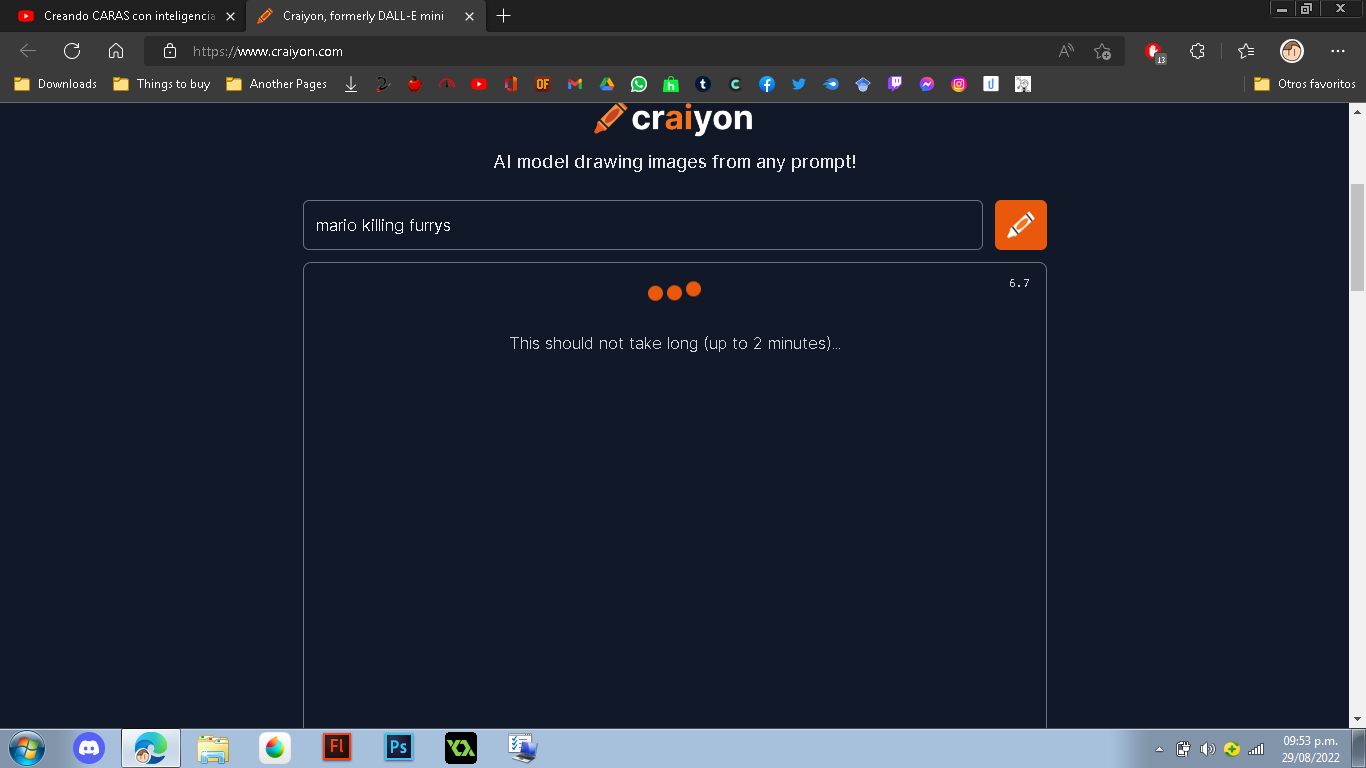 Creando CARAS con inteligencia
Craiyon, formerly DALL-E mini
https://www.craiyon.com
13
Downloads
Things to buy
Another Pages
OF
Otros favoritos
craiyon
AI model drawing images from any prompt!
mario killing furrys
6.7
This should not take long (up to 2 minutes)...
Fl
Ps
09:53 p.m.
29/08/2022